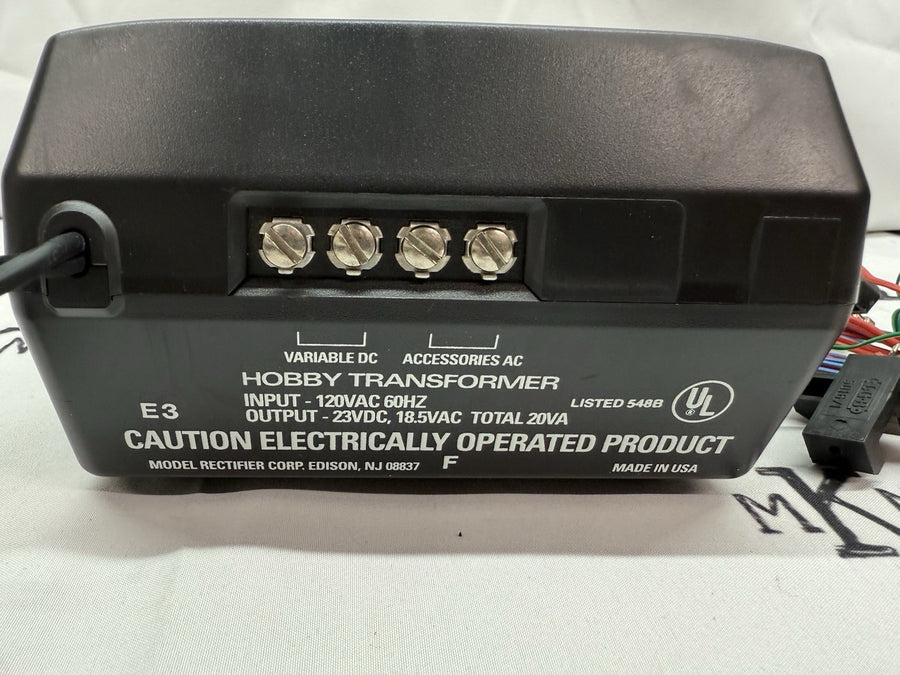 VARIABLE DC ACCESSORIES AC
HOBBY TRANSFORMER
INPUT - 120VAC 60HZ
OUTPUT - 23VDC, 18.5VAC TOTAL 20VA
E3
LISTED 548B UL
CAUTION ELECTRICALLY OPERATED PRODUCT
MODEL RECTIFIER CORP. EDISON, NJ 08837 F MADE IN USA